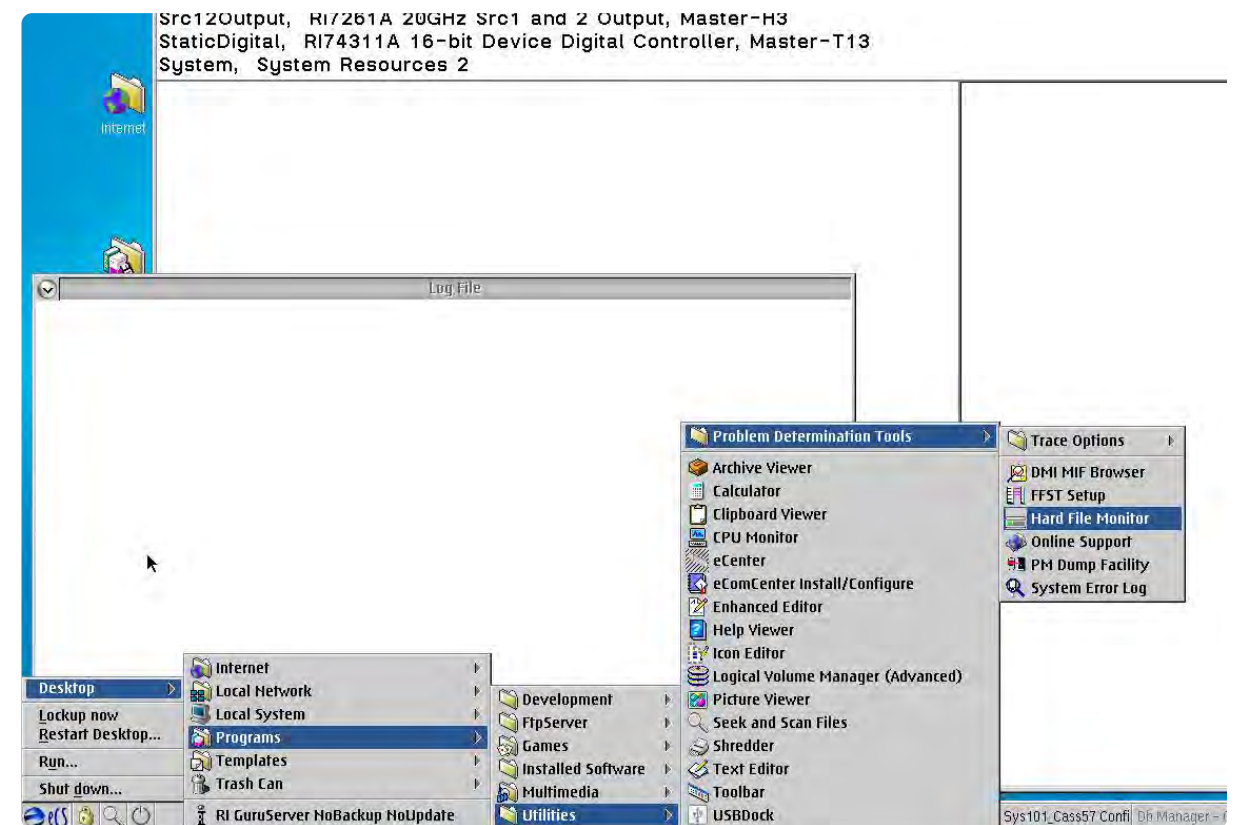 Src12Output, RI7261A 20GHz Src1 and 2 Output, Master-H3
StaticDigital, RI74311A 16-bit Device Digital Controller, Master-T13
System, System Resources 2
Internet
Log File
Problem Determination Tools
Archive Viewer
Calculator
Clipboard Viewer
CPU Monitor
eCenter
eComCenter Install/Configure
Enhanced Editor
Help Viewer
Icon Editor
Logical Volume Manager (Advanced)
Picture Viewer
Seek and Scan Files
Shredder
Text Editor
Toolbar
USBDock
Trace Options
DMI MIF Browser
FFST Setup
Hard File Monitor
Online Support
PM Dump Facility
System Error Log
Desktop
Lockup now
Restart Desktop...
Run...
Shut down...
Internet
Local Network
Local System
Programs
Templates
Trash Can
RI GuruServer NoBackup NoUpdate
Development
FtpServer
Games
Installed Software
Multimedia
Utilities
eCS
Sys101_Cass57 Confi
Dh Manager -